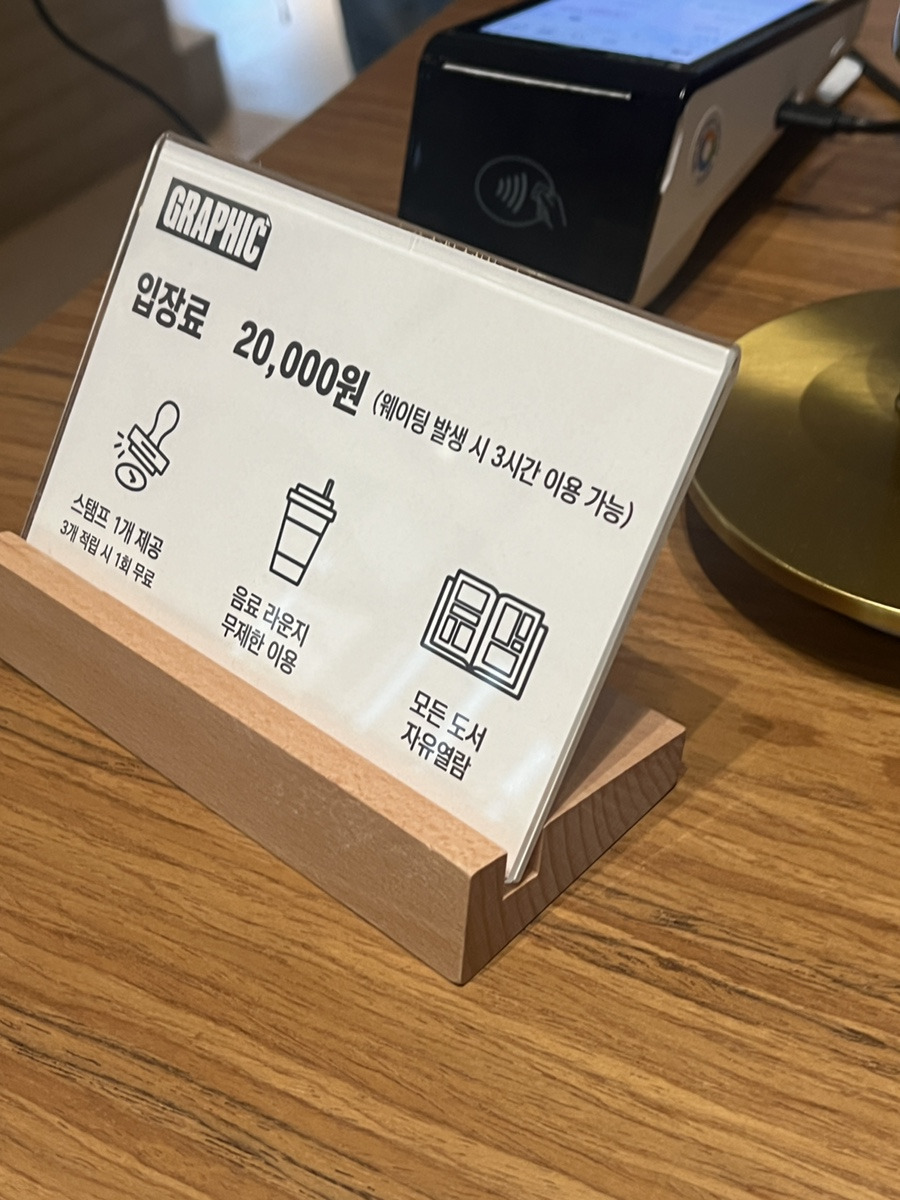 GRAPHIC
입장료 20,000원 (웨이팅 발생 시 3시간 이용 가능)
스탬프 1개 제공
3개 적립 시 1회 무료
음료 라운지
무제한 이용
모든 도서
자유열람